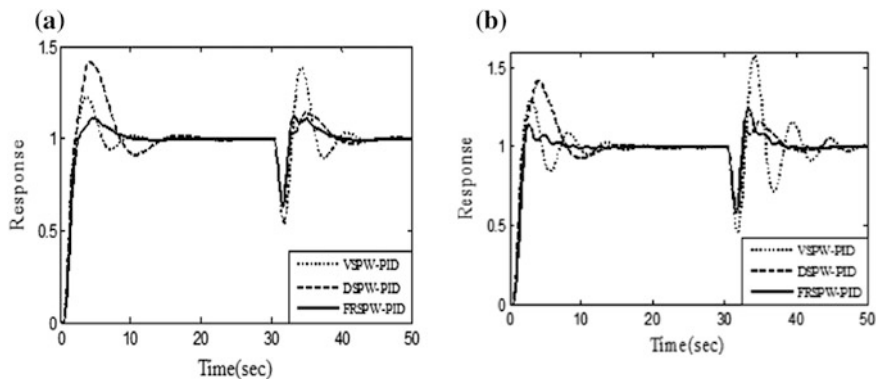 (a)
1.5
1
0.5
0
0
10
20
30
40
50
Response
Time(sec)
VSPW-PID
DSPW-PID
FRSPW-PID
(b)
1.5
1
0.5
0
0
10
20
30
40
50
Response
Time(sec)
VSPW-PID
DSPW-PID
FRSPW-PID